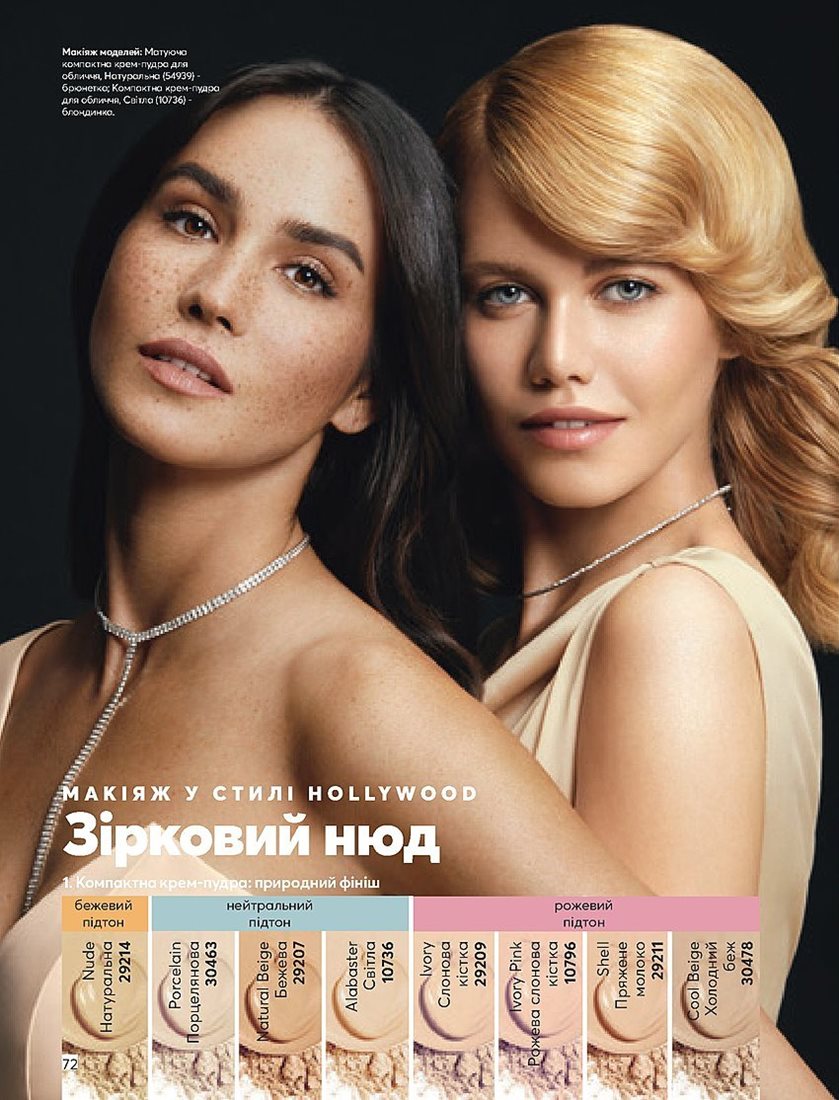 Макіяж моделей: Матуюча
компактна крем-пудра для
обличчя, Натуральна (54939) -
брюнетка; Компактна крем-пудра
для обличчя, Світла (10736) -
блондинка.
МАКІЯЖ У СТИЛІ HOLLYWOOD
Зірковий нюд
1. Компактна крем-пудра: природний фініш
бежевий
підтон
нейтральний
підтон
рожевий
підтон
Nude
Натуральна
29214
Porcelain
Порцелянова
30463
Natural Beige
Бежева
29207
Alabaster
Світла
10736
Ivory
Слонова
кістка
29209
Ivory Pink
Рожева слонова
кістка
10796
Shell
Пряжене
молоко
29211
Cool Beige
Холодний
беж
30478
72